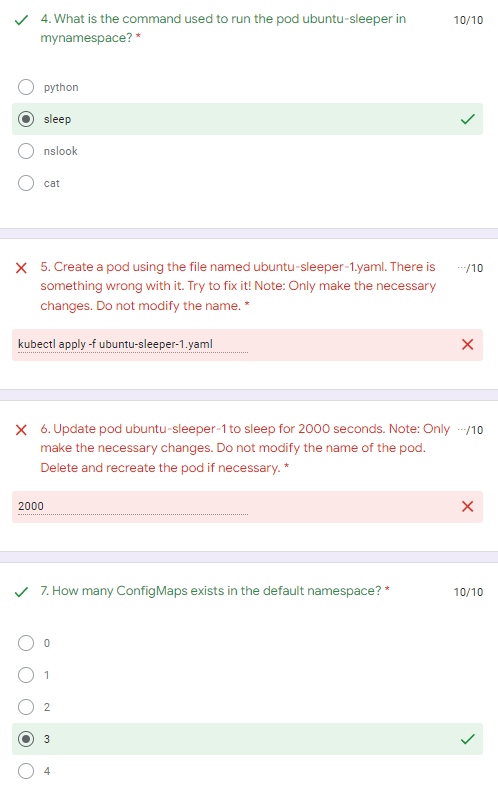 4. What is the command used to run the pod ubuntu-sleeper in
10/10
mynamespace? *
python
sleep
nslook
cat
5. Create a pod using the file named ubuntu-sleeper-1.yaml. There is
···/10
something wrong with it. Try to fix it! Note: Only make the necessary
changes. Do not modify the name. *
kubectl apply -f ubuntu-sleeper-1.yaml
6. Update pod ubuntu-sleeper-1 to sleep for 2000 seconds. Note: Only
···/10
make the necessary changes. Do not modify the name of the pod.
Delete and recreate the pod if necessary. *
2000
7. How many ConfigMaps exists in the default namespace? *
10/10
0
1
2
3
4